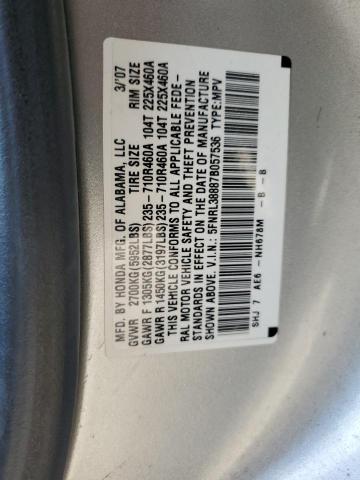 MFD. BY HONDA MFG. OF ALABAMA, LLC 3/'07
GVWR 2700KG(5952LBS) TIRE SIZE RIM SIZE
GAWR F 1305KG(2877LBS)235-710R460A 104T 225X460A
GAWR R 1450KG(3197LBS)235-710R460A 104T 225X460A
THIS VEHICLE CONFORMS TO ALL APPLICABLE FEDE-
RAL MOTOR VEHICLE SAFETY AND THEFT PREVENTION
STANDARDS IN EFFECT ON THE DATE OF MANUFACTURE
SHOWN ABOVE. V.I.N.: 5FNRL38887B057536 TYPE:MPV
SHJ 7 AE6 -NH678M - B - B